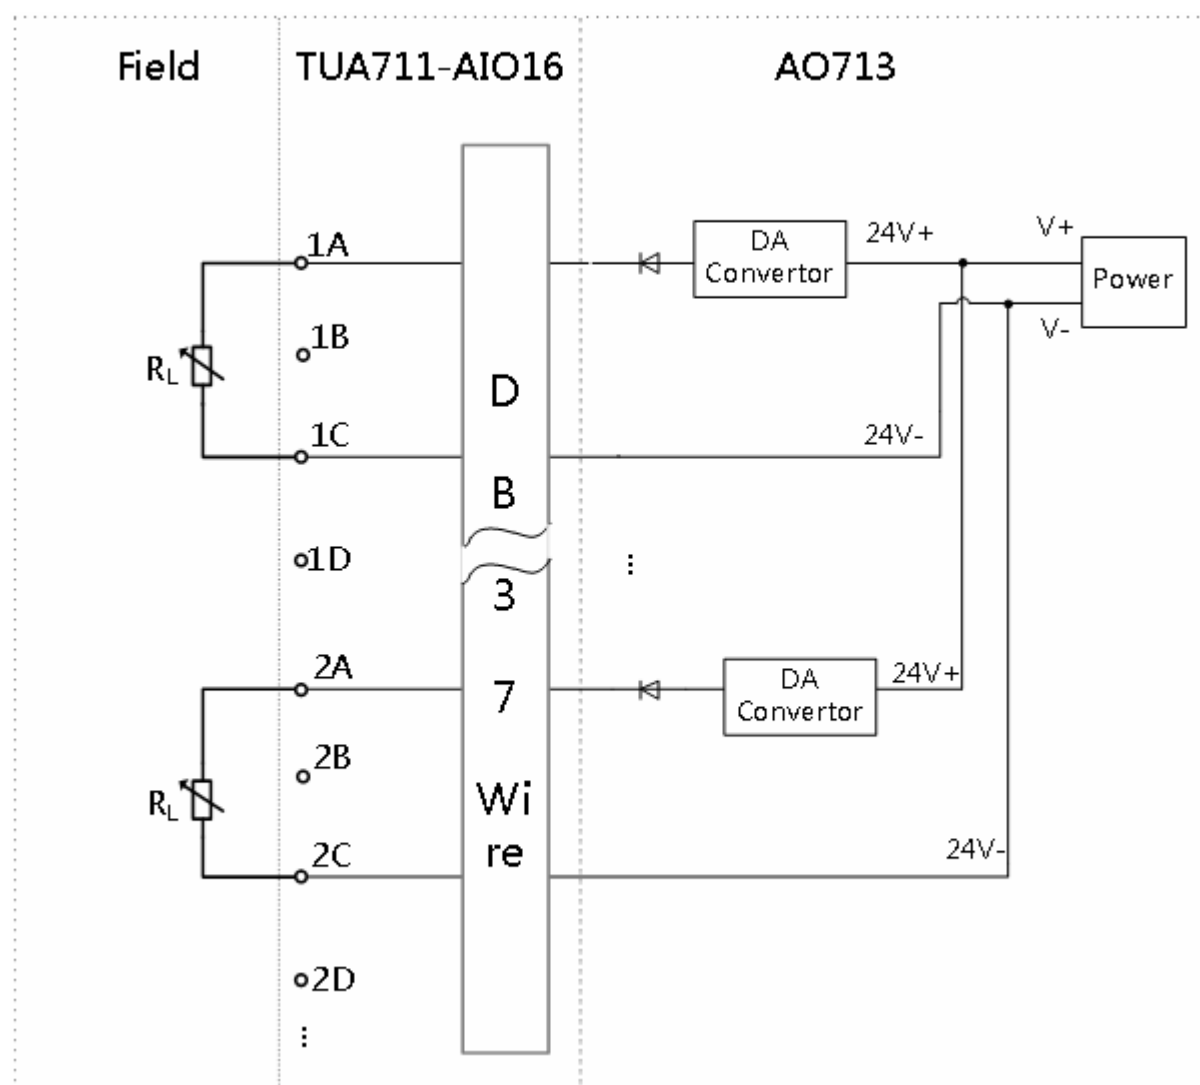 Field
TUA711-AIO16
AO713
1A
DA
Convertor
24V+
V+
Power
V-
1B
RL
1C
D
24V-
B
1D
3
2A
7
DA
Convertor
24V+
2B
RL
Wi
re
2C
24V-
2D